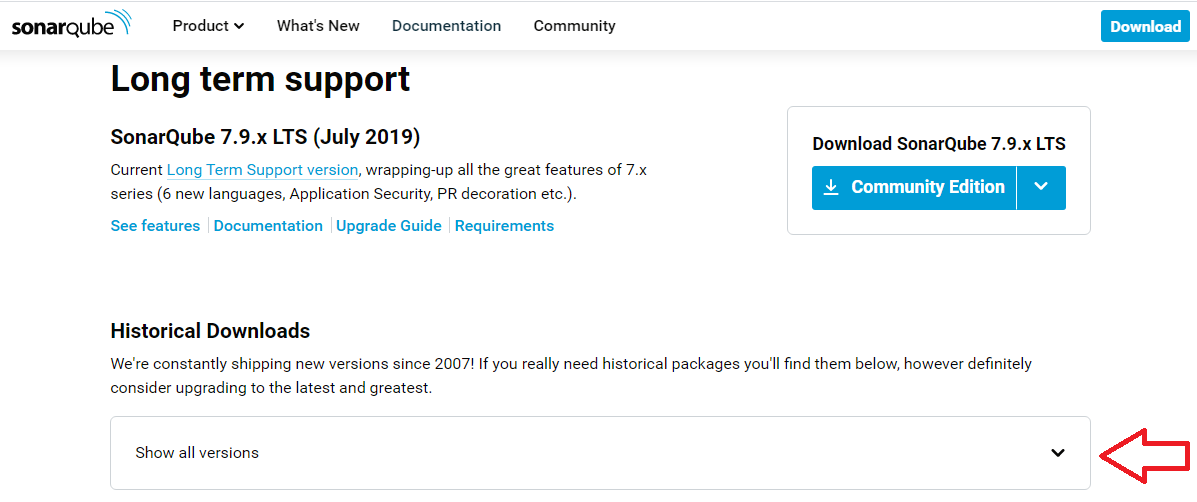 sonarqube
Product
What's New
Documentation
Community
Download
Long term support
SonarQube 7.9.x LTS (July 2019)
Current Long Term Support version, wrapping-up all the great features of 7.x
series (6 new languages, Application Security, PR decoration etc.).
See features
Documentation
Upgrade Guide
Requirements
Download SonarQube 7.9.x LTS
Community Edition
Historical Downloads
We're constantly shipping new versions since 2007! If you really need historical packages you'll find them below, however definitely
consider upgrading to the latest and greatest.
Show all versions